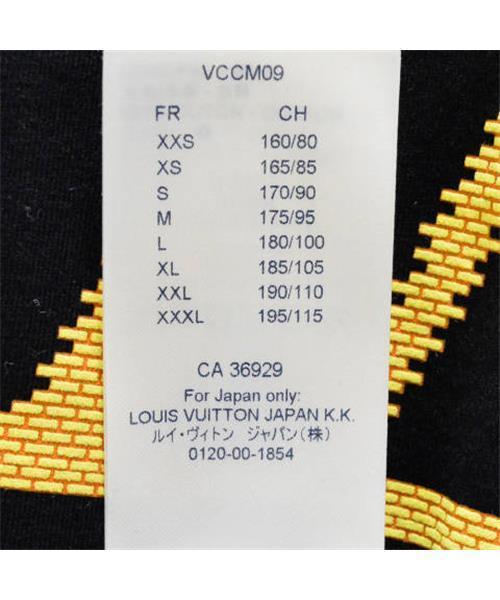 VCCM09
FR CH
XXS 160/80
XS 165/85
S 170/90
M 175/95
L 180/100
XL 185/105
XXL 190/110
XXXL 195/115
CA 36929
For Japan only:
LOUIS VUITTON JAPAN K.K.
ルイ・ヴィトン ジャパン(株)
0120-00-1854